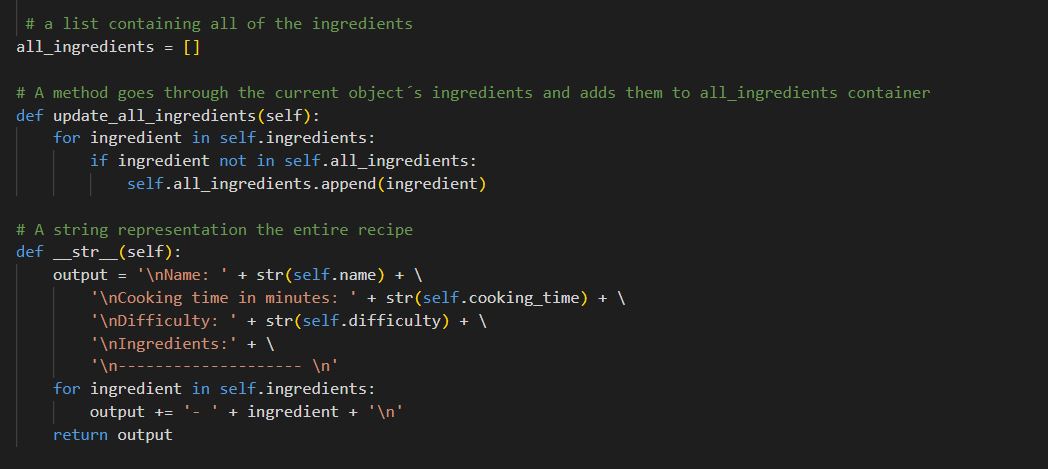 # a list containing all of the ingredients
all_ingredients = []
# A method goes through the current object´s ingredients and adds them to all_ingredients container
def update_all_ingredients(self):
for ingredient in self.ingredients:
if ingredient not in self.all_ingredients:
self.all_ingredients.append(ingredient)
# A string representation the entire recipe
def __str__(self):
output = '\nName: ' + str(self.name) + \
'\nCooking time in minutes: ' + str(self.cooking_time) + \
'\nDifficulty: ' + str(self.difficulty) + \
'\nIngredients:' + \
'\n-------------------- \n'
for ingredient in self.ingredients:
output += '- ' + ingredient + '\n'
return output